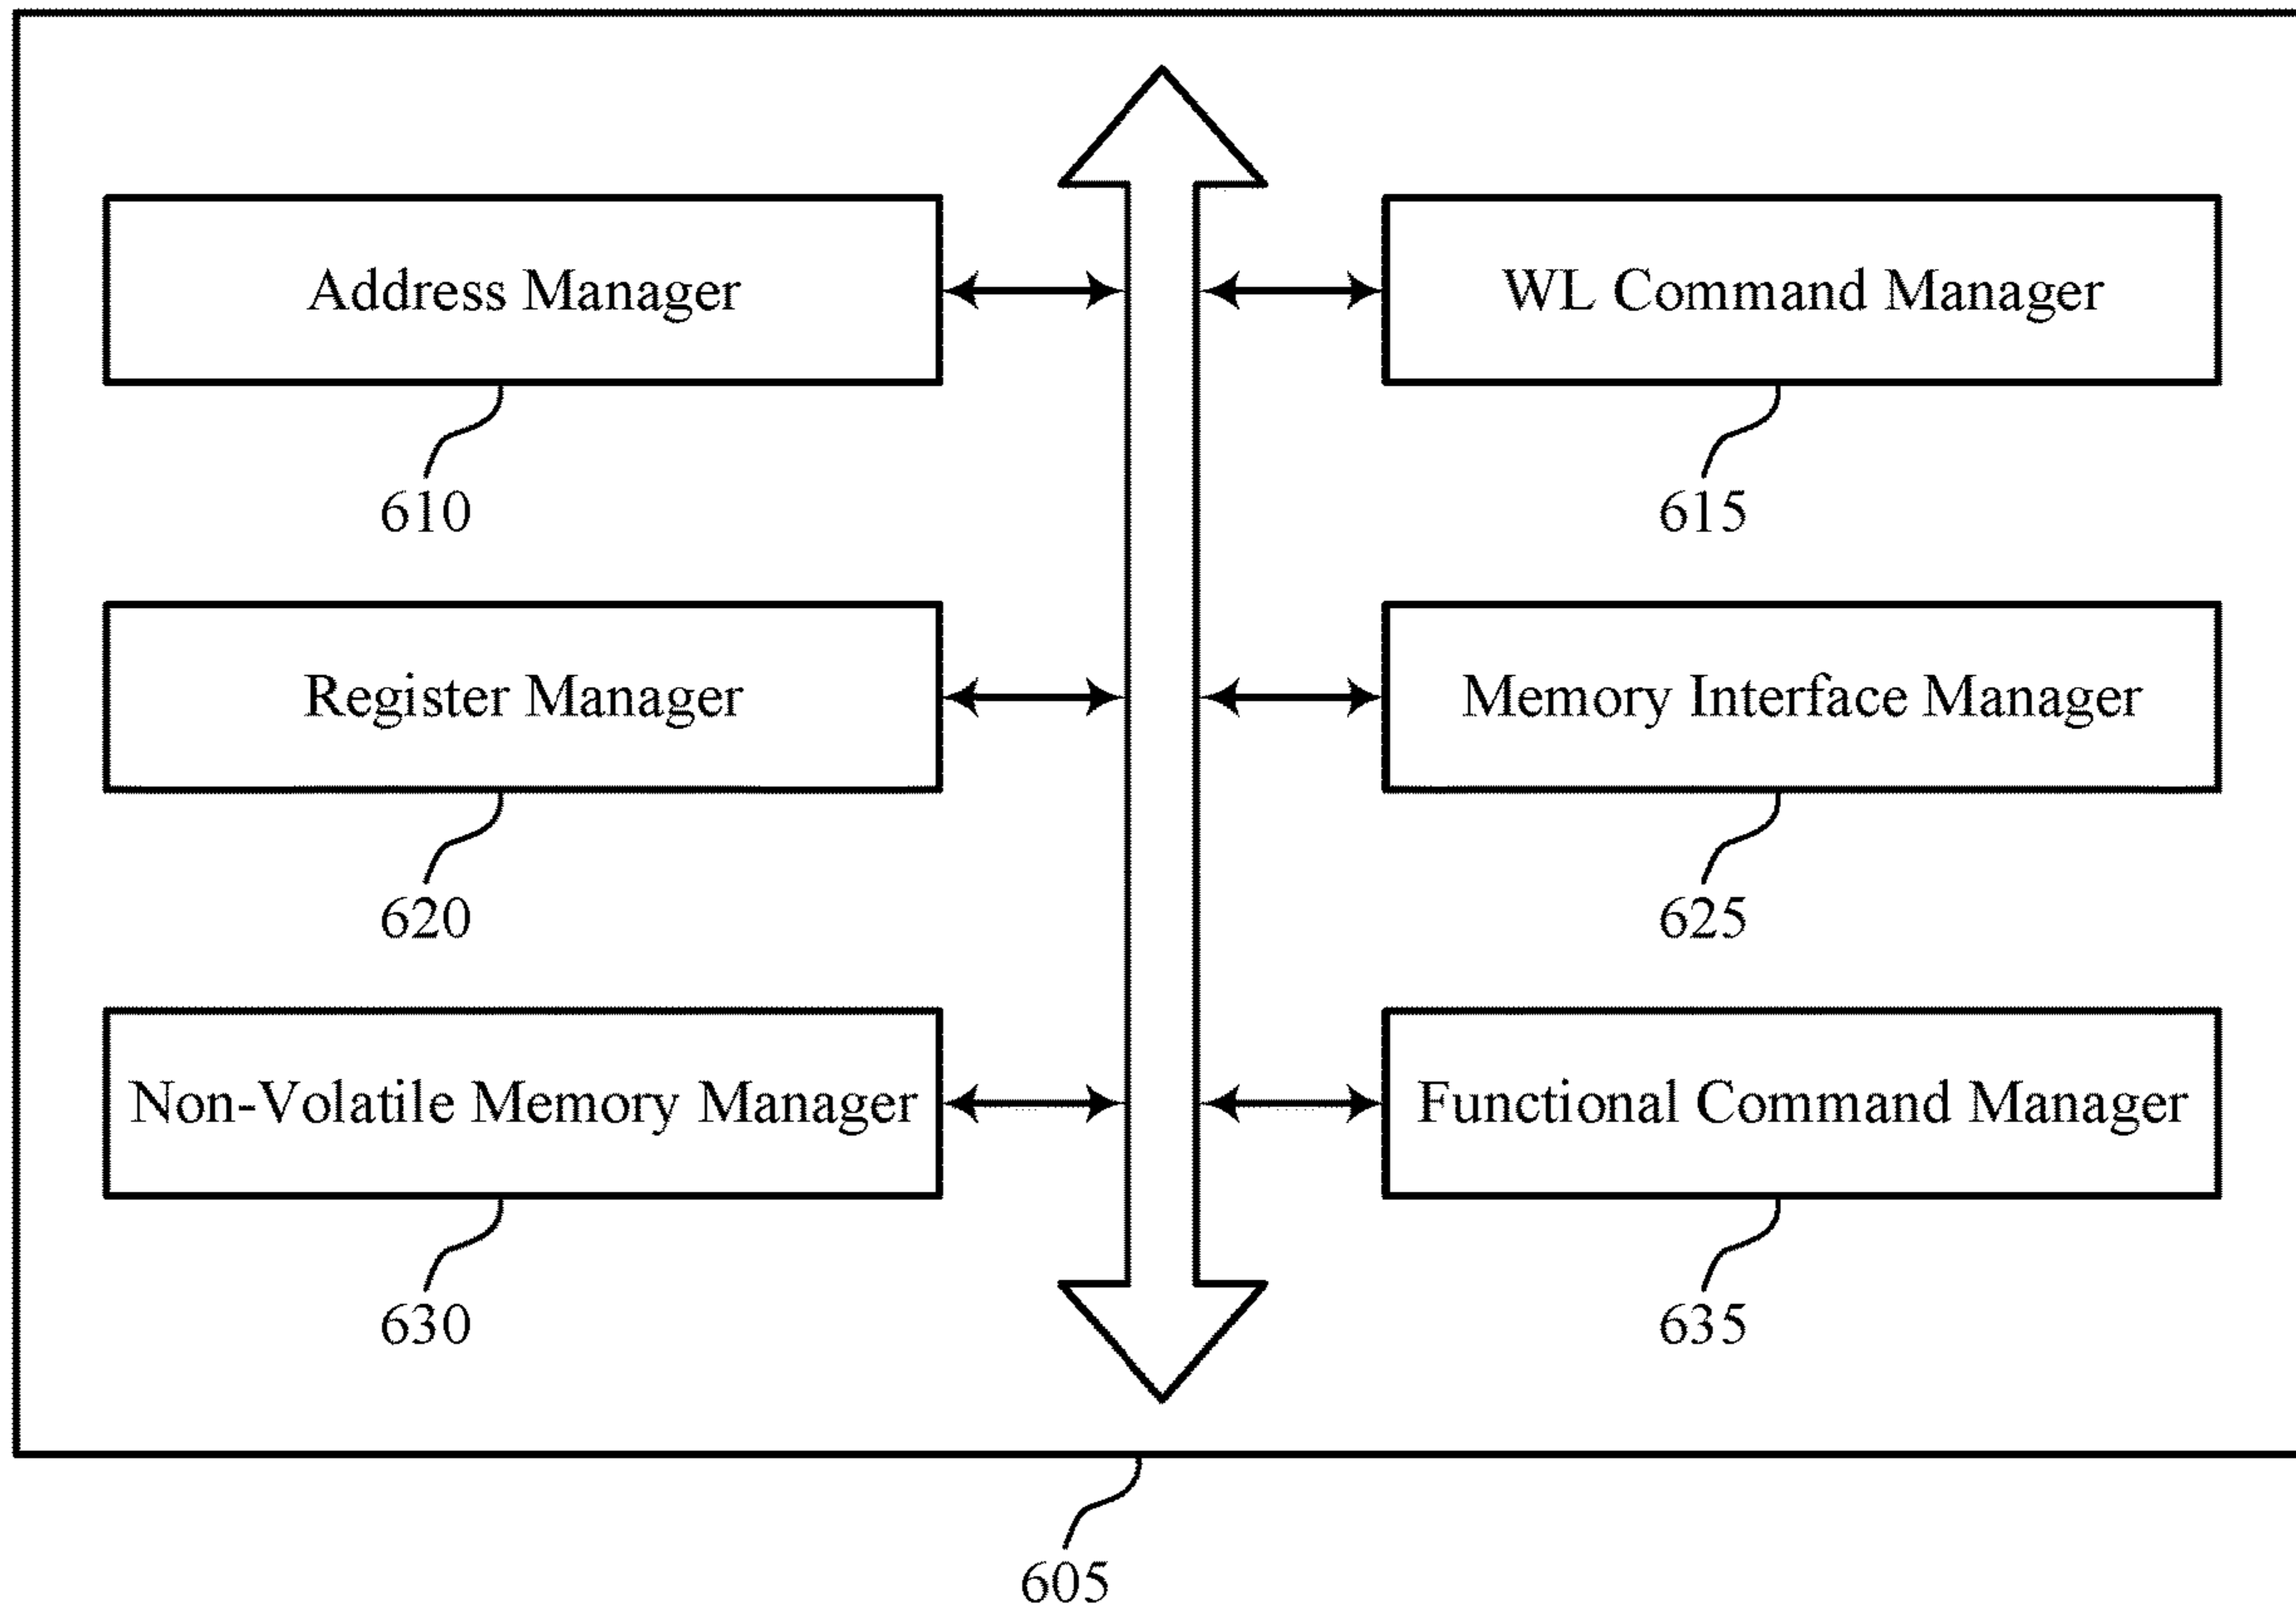 Address Manager
WL Command Manager
610
615
Register Manager
Memory Interface Manager
620
625
Non-Volatile Memory Manager
Functional Command Manager
630
635
605